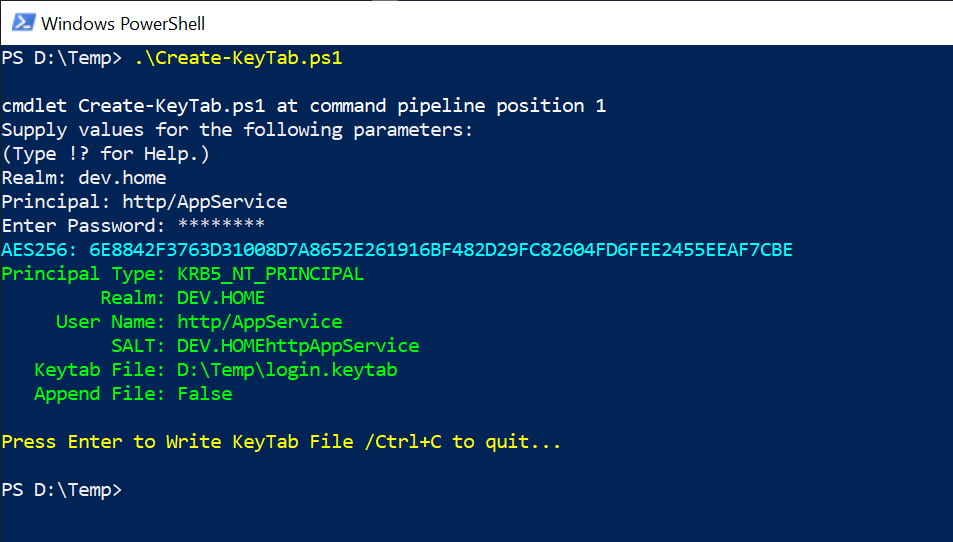 Windows PowerShell
PS D:\Temp> .\Create-KeyTab.ps1
cmdlet Create-KeyTab.ps1 at command pipeline position 1
Supply values for the following parameters:
(Type !? for Help.)
Realm: dev.home
Principal: http/AppService
Enter Password: ********
AES256: 6E8842F3763D31008D7A8652E261916BF482D29FC82604FD6FEE2455EEAF7CBE
Principal Type: KRB5_NT_PRINCIPAL
Realm: DEV.HOME
User Name: http/AppService
SALT: DEV.HOMEhttpAppService
Keytab File: D:\Temp\login.keytab
Append File: False
Press Enter to Write KeyTab File /Ctrl+C to quit...
PS D:\Temp>